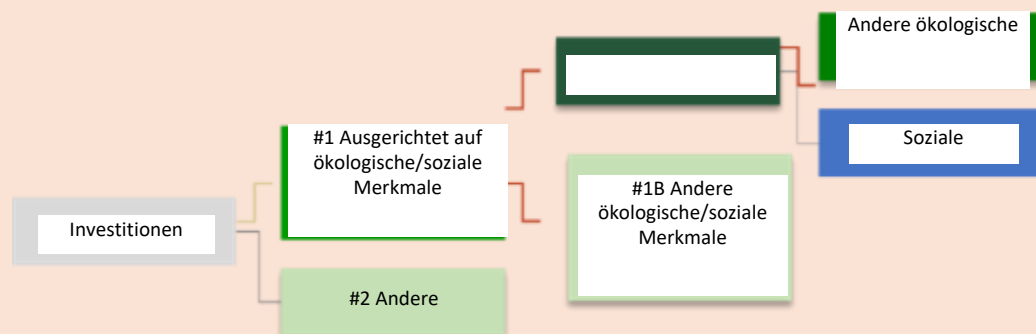 Investitionen
#1 Ausgerichtet auf
ökologische/soziale
Merkmale
#2 Andere
#1B Andere
ökologische/soziale
Merkmale
Andere ökologische
Soziale